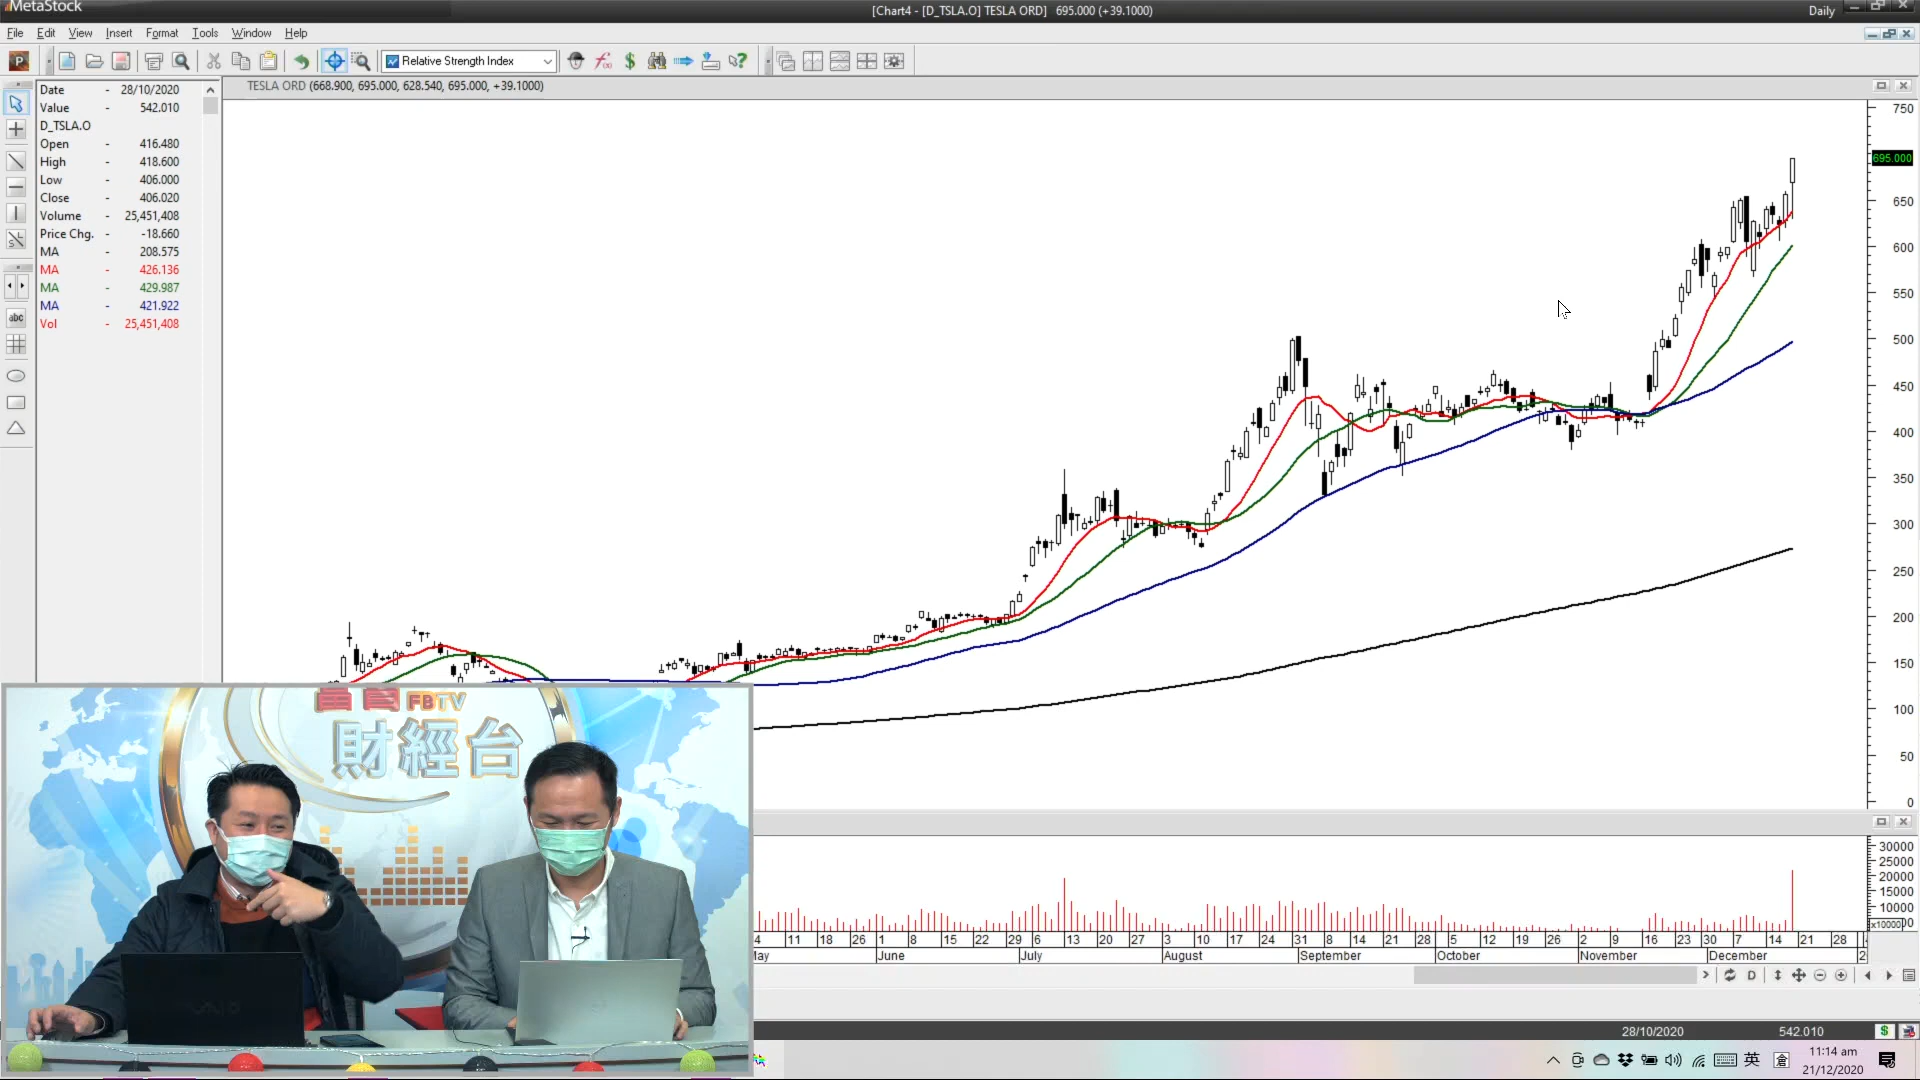 MetaStock
[Chart4 - [D_TSLA.O] TESLA ORD]   695.000 (+39.1000)
Daily
File Edit View Insert Format Tools Window Help
Relative Strength Index
TESLA ORD (668.900, 695.000, 628.540, 695.000, +39.1000)
Date - 28/10/2020
Value - 542.010
D_TSLA.O
Open - 416.480
High - 418.600
Low - 406.000
Close - 406.020
Volume - 25,451,408
Price Chg. - -18.660
MA - 208.575
MA - 426.136
MA - 429.987
MA - 421.922
Vol - 25,451,408
abc
750
695.000
650
600
550
500
450
400
350
300
250
200
150
100
50
0
30000
25000
20000
15000
10000
x10000
4 11 18 26 1 8 15 22 29 6 13 20 27 3 10 17 24 31 8 14 21 28 5 12 19 26 2 9 16 23 30 7 14 21 28
June July August September October November December
D
28/10/2020 542.010 $
英 倉
11:14 am
21/12/2020
FBTV
財經台